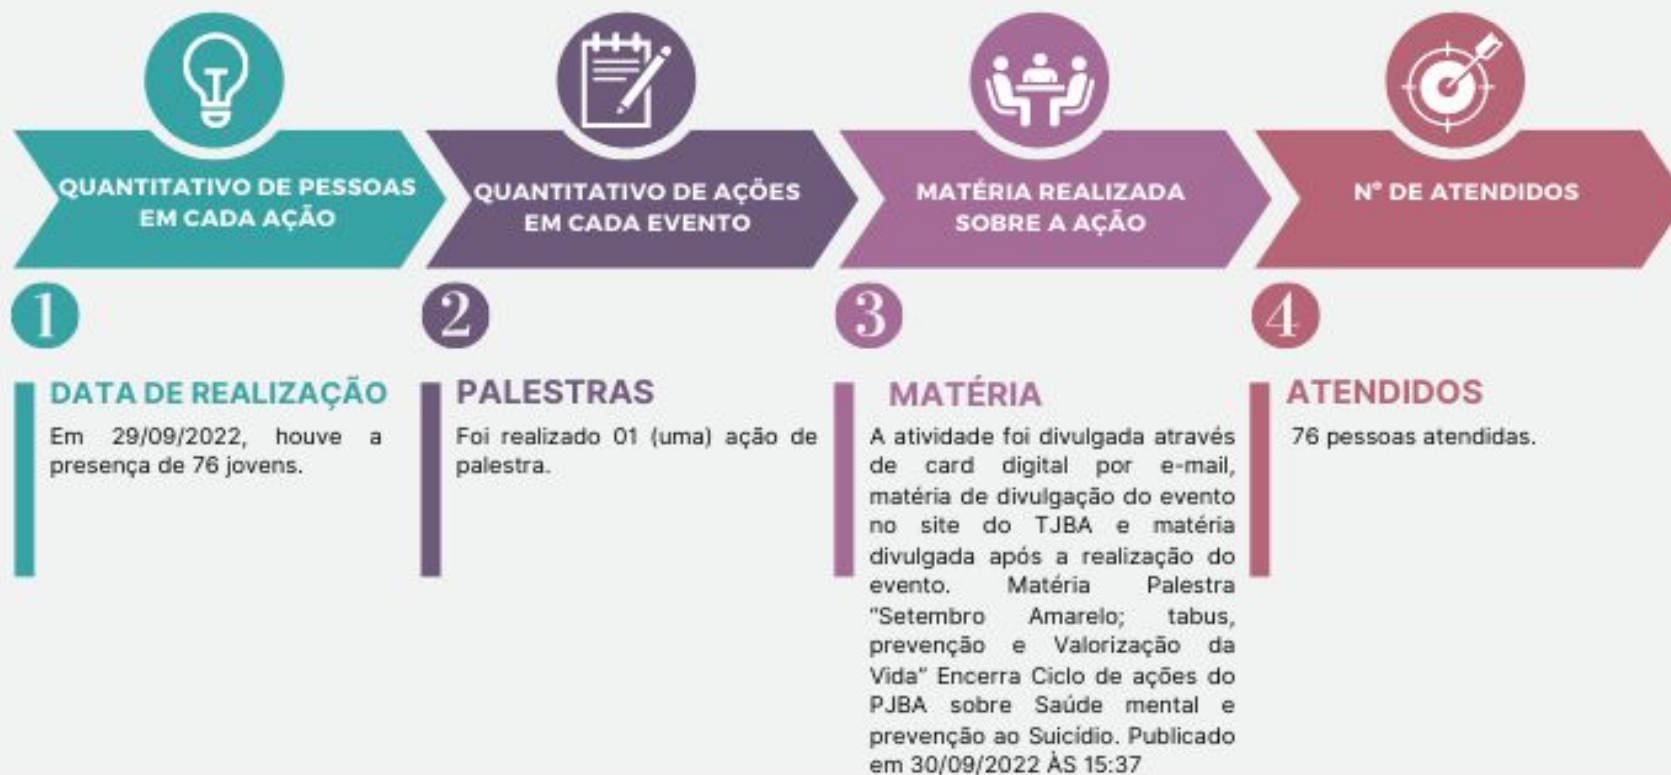 QUANTITATIVO DE PESSOAS
EM CADA AÇÃO
QUANTITATIVO DE AÇÕES
EM CADA EVENTO
MATÉRIA REALIZADA
SOBRE A AÇÃO
Nº DE ATENDIDOS
1
DATA DE REALIZAÇÃO
Em 29/09/2022, houve a
presença de 76 jovens.
2
PALESTRAS
Foi realizado 01 (uma) ação de
palestra.
3
MATÉRIA
A atividade foi divulgada através
de card digital por e-mail,
matéria de divulgação do evento
no site do TJBA e matéria
divulgada após a realização do
evento. Matéria Palestra
"Setembro Amarelo; tabus,
prevenção e Valorização da
Vida" Encerra Ciclo de ações do
PJBA sobre Saúde mental e
prevenção ao Suicídio. Publicado
em 30/09/2022 ÀS 15:37
4
ATENDIDOS
76 pessoas atendidas.